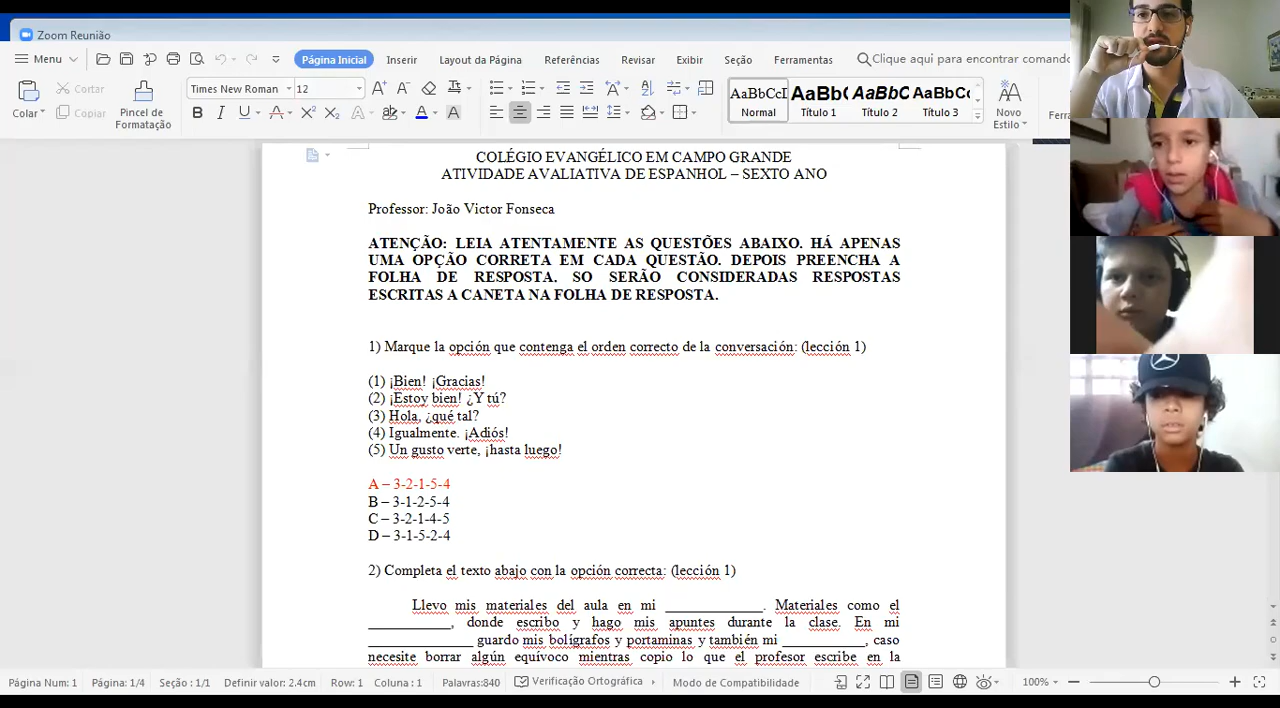 Zoom Reunião
Menu
Página Inicial Inserir Layout da Página Referências Revisar Exibir Seção Ferramentas Clique aqui para encontrar comando
Cortar
Colar Copiar
Pincel de Formatação
Times New Roman 12
AaBbCcI AaBbC AaBbC AaBbC
Normal Título 1 Título 2 Título 3
Novo Estilo
Ferra
COLÉGIO EVANGÉLICO EM CAMPO GRANDE
ATIVIDADE AVALIATIVA DE ESPANHOL – SEXTO ANO
Professor: João Victor Fonseca
ATENÇÃO: LEIA ATENTAMENTE AS QUESTÕES ABAIXO. HÁ APENAS
UMA OPÇÃO CORRETA EM CADA QUESTÃO. DEPOIS PREENCHA A
FOLHA DE RESPOSTA. SO SERÃO CONSIDERADAS RESPOSTAS
ESCRITAS A CANETA NA FOLHA DE RESPOSTA.
1) Marque la opción que contenga el orden correcto de la conversación: (lección 1)
(1) ¡Bien! ¡Gracias!
(2) ¡Estoy bien! ¿Y tú?
(3) Hola, ¿qué tal?
(4) Igualmente. ¡Adiós!
(5) Un gusto verte, ¡hasta luego!
A – 3-2-1-5-4
B – 3-1-2-5-4
C – 3-2-1-4-5
D – 3-1-5-2-4
2) Completa el texto abajo con la opción correcta: (lección 1)
Llevo mis materiales del aula en mi _____________. Materiales como el
___________, donde escribo y hago mis apuntes durante la clase. En mi
______________ guardo mis bolígrafos y portaminas y también mi ____________, caso
necesite borrar algún equívoco mientras copio lo que el profesor escribe en la
Página Num: 1 Página: 1/4 Seção : 1/1 Definir valor: 2.4cm Row: 1 Coluna : 1 Palavras:840 Verificação Ortográfica Modo de Compatibilidade 100%